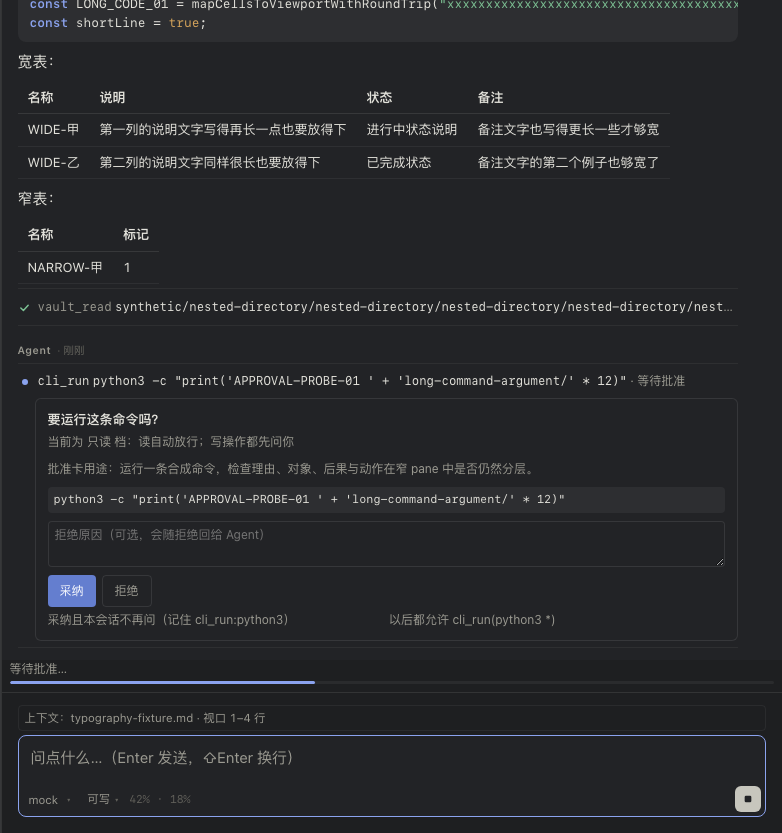 const LONG_CODE_01 = mapCellsToViewportWithRoundTrip("xxxxxxxxxxxxxxxxxxxxxxxxxxxxxxxxxxxxx
const shortLine = true;
宽表：
名称 说明 状态 备注
WIDE-甲 第一列的说明文字写得再长一点也要放得下 进行中状态说明 备注文字也写得更长一些才够宽
WIDE-乙 第二列的说明文字同样很长也要放得下 已完成状态 备注文字的第二个例子也够宽了
窄表：
名称 标记
NARROW-甲 1
vault_read synthetic/nested-directory/nested-directory/nested-directory/nested-directory/nest…
Agent · 刚刚
cli_run python3 -c "print('APPROVAL-PROBE-01 ' + 'long-command-argument/' * 12)" · 等待批准
要运行这条命令吗？
当前为 只读 档：读自动放行；写操作都先问你
批准卡用途：运行一条合成命令，检查理由、对象、后果与动作在窄 pane 中是否仍然分层。
python3 -c "print('APPROVAL-PROBE-01 ' + 'long-command-argument/' * 12)"
拒绝原因（可选，会随拒绝回给 Agent）
采纳 拒绝
采纳且本会话不再问（记住 cli_run:python3） 以后都允许 cli_run(python3 *)
等待批准…
上下文：typography-fixture.md · 视口 1–4 行
问点什么…（Enter 发送，⇧Enter 换行）
mock 可写 42% · 18%